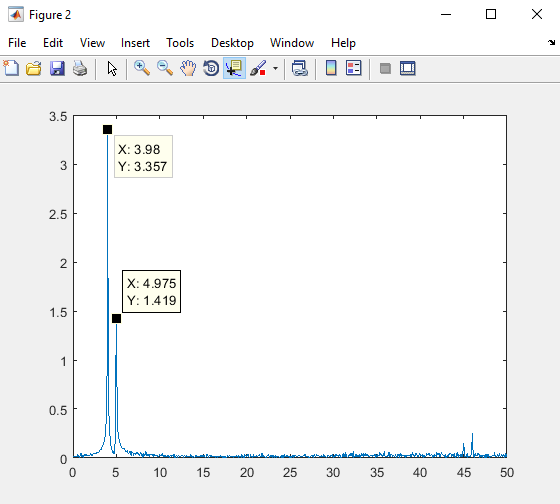 Figure 2
File Edit View Insert Tools Desktop Window Help
3.5
3
2.5
2
1.5
1
0.5
0
X: 3.98
Y: 3.357
X: 4.975
Y: 1.419
0 5 10 15 20 25 30 35 40 45 50